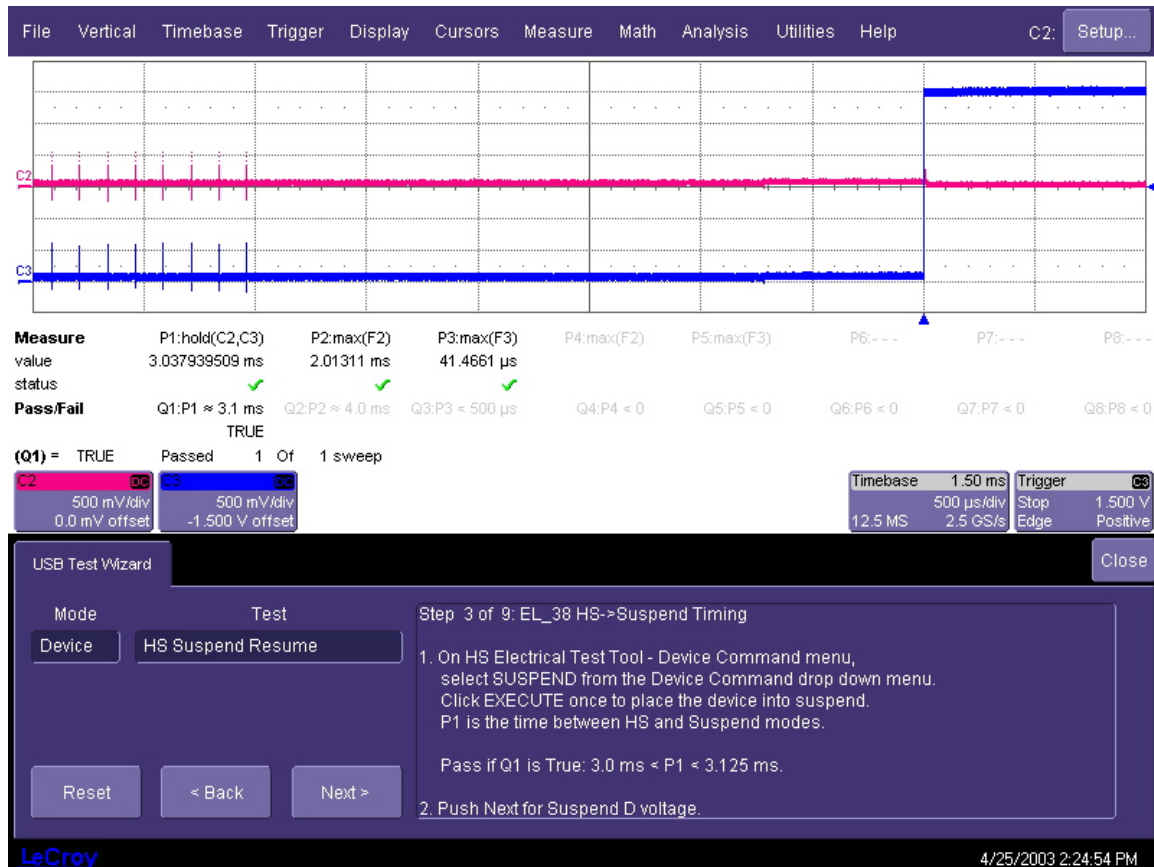 File Vertical Timebase Trigger Display Cursors Measure Math Analysis Utilities Help C2: Setup...
C2
C3
Measure P1:hold(C2,C3) P2:max(F2) P3:max(F3) P4:max(F2) P5:max(F3) P6:--- P7:--- P8:---
value 3.037939509 ms 2.01311 ms 41.4661 µs
status
Pass/Fail Q1:P1 ≈ 3.1 ms Q2:P2 ≈ 4.0 ms Q3:P3 < 500 µs Q4:P4 < 0 Q5:P5 < 0 Q6:P6 < 0 Q7:P7 < 0 Q8:P8 < 0
TRUE
(Q1) = TRUE Passed 1 Of 1 sweep
C2 DC C3 DC Timebase 1.50 ms Trigger C3
500 mV/div 500 mV/div 500 µs/div Stop 1.500 V
0.0 mV offset -1.500 V offset 12.5 MS 2.5 GS/s Edge Positive
USB Test Wizard Close
Mode Test
Device HS Suspend Resume
Step 3 of 9: EL_38 HS->Suspend Timing
1. On HS Electrical Test Tool - Device Command menu,
select SUSPEND from the Device Command drop down menu.
Click EXECUTE once to place the device into suspend.
P1 is the time between HS and Suspend modes.
Pass if Q1 is True: 3.0 ms < P1 < 3.125 ms.
2. Push Next for Suspend D voltage.
Reset < Back Next >
LeCroy 4/25/2003 2:24:54 PM